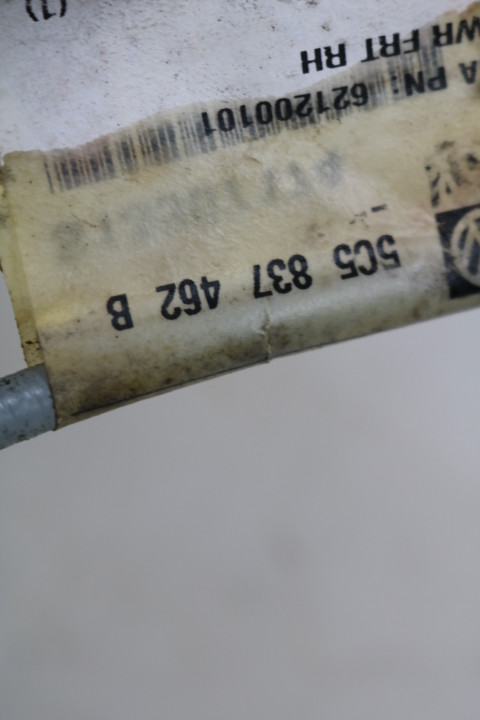 5C5 837 462 B
A PN: 621200101
WR FRT RH
(1)